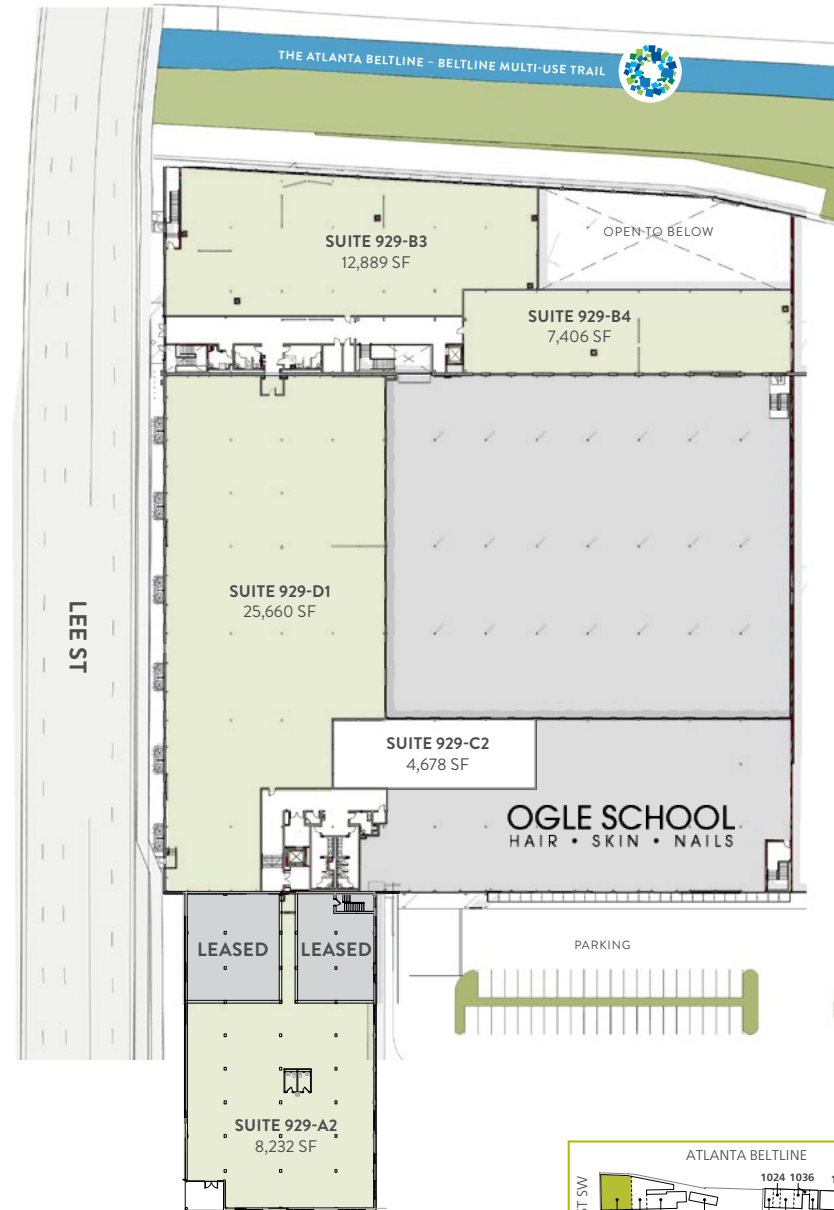 THE ATLANTA BELTLINE – BELTLINE MULTI-USE TRAIL
SUITE 929-B3
12,889 SF
OPEN TO BELOW
SUITE 929-B4
7,406 SF
SUITE 929-D1
25,660 SF
LEE ST
SUITE 929-C2
4,678 SF
OGLE SCHOOL
HAIR • SKIN • NAILS
LEASED
LEASED
PARKING
SUITE 929-A2
8,232 SF
ATLANTA BELTLINE
ST SW
1024 1036